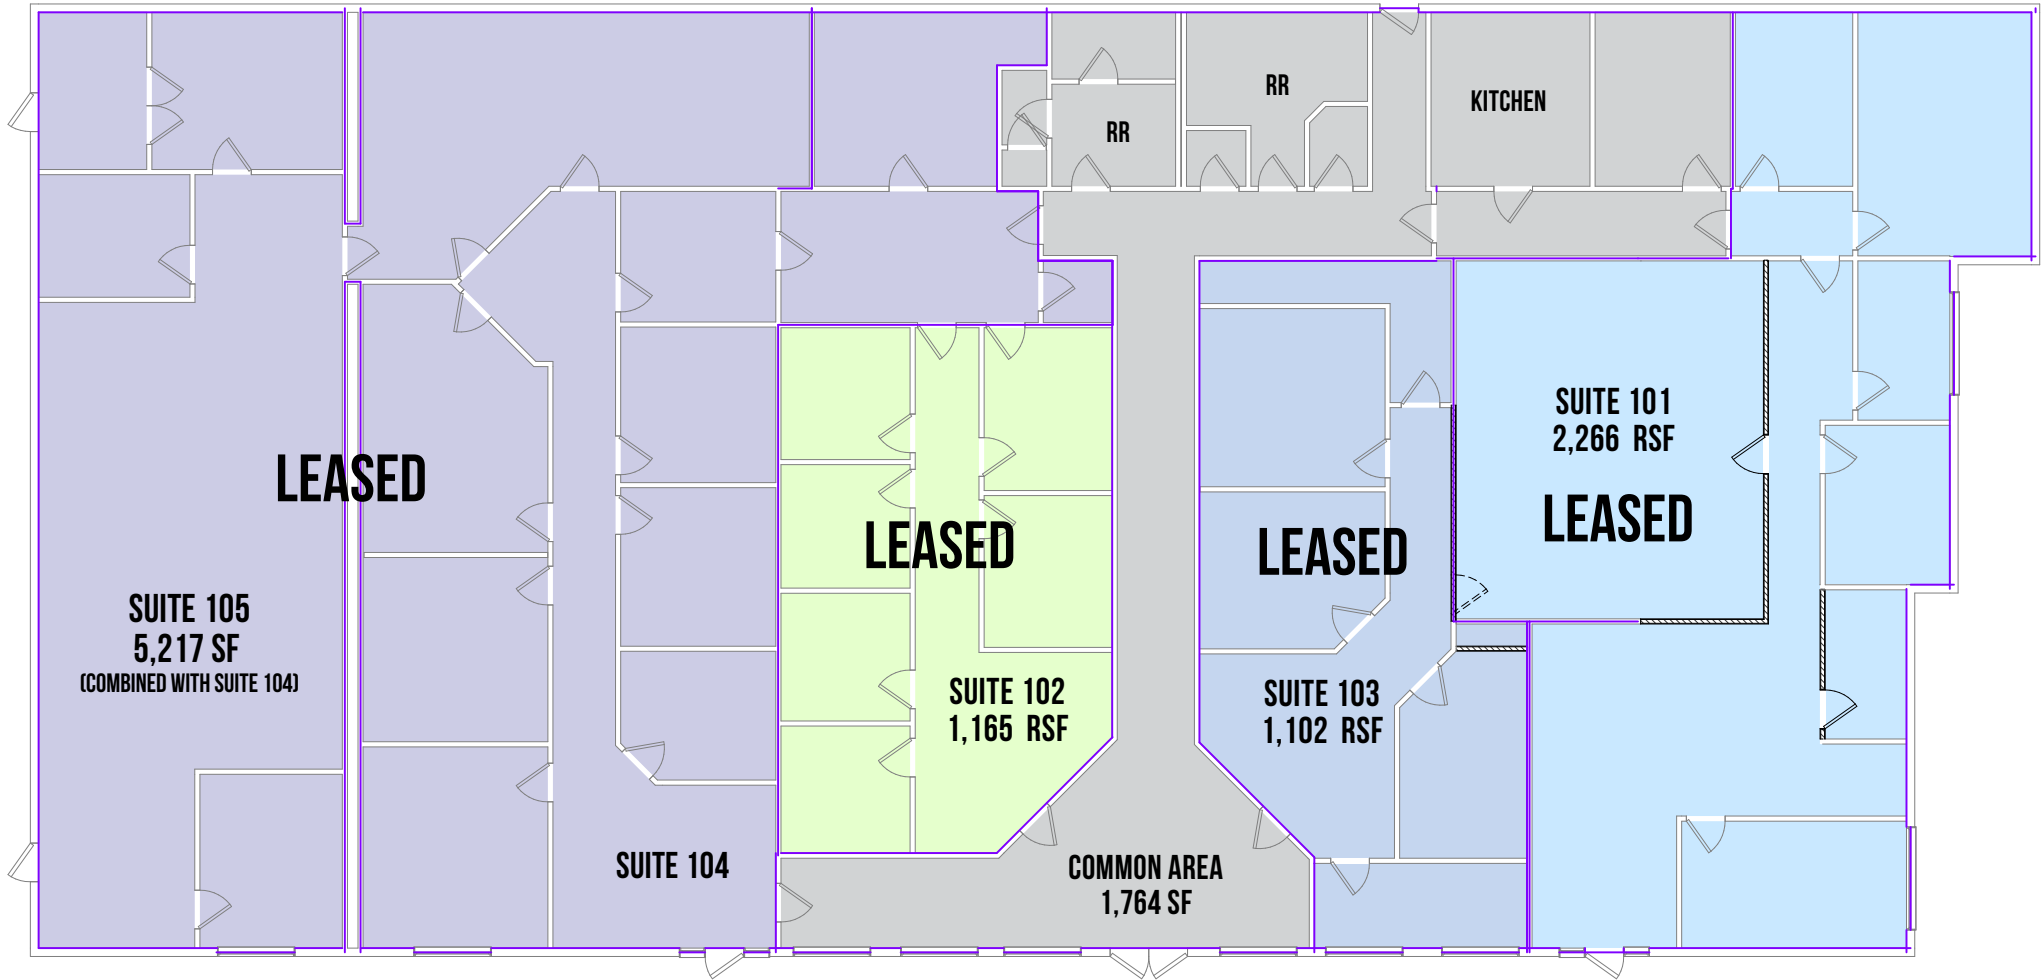 RR
RR
KITCHEN
SUITE 101
2,266 RSF
LEASED
LEASED
LEASED
LEASED
SUITE 105
5,217 SF
(COMBINED WITH SUITE 104)
SUITE 102
1,165 RSF
SUITE 103
1,102 RSF
SUITE 104
COMMON AREA
1,764 SF